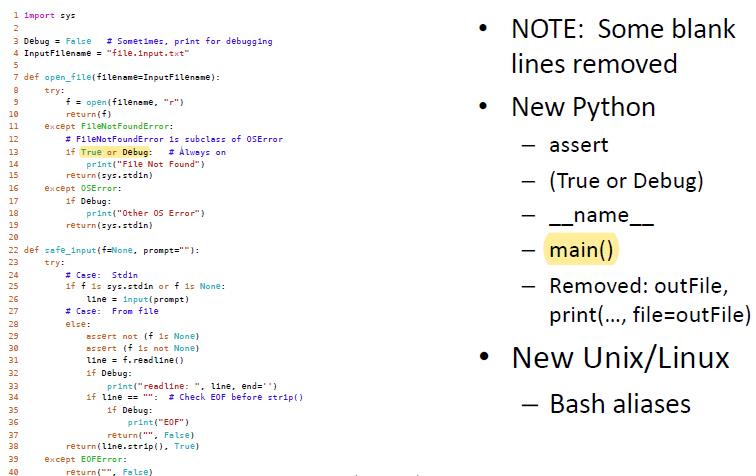 1 import sys
2
3 Debug = False   # Sometimes, print for debugging
4 InputFilename = "file.input.txt"
5
7 def open_file(filename=InputFilename):
8     try:
9         f = open(filename, "r")
10         return(f)
11     except FileNotFoundError:
12         # FileNotFoundError is subclass of OSError
13         if True or Debug:   # Always on
14             print("File Not Found")
15         return(sys.stdin)
16     except OSError:
17         if Debug:
18             print("Other OS Error")
19         return(sys.stdin)
20
22 def safe_input(f=None, prompt=""):
23     try:
24         # Case:  Stdin
25         if f is sys.stdin or f is None:
26             line = input(prompt)
27         # Case:  From file
28         else:
29             assert not (f is None)
30             assert (f is not None)
31             line = f.readline()
32             if Debug:
33                 print("readline: ", line, end='')
34             if line == "":  # Check EOF before strip()
35                 if Debug:
36                     print("EOF")
37                 return("", False)
38         return(line.strip(), True)
39     except EOFError:
40         return("", False)
• NOTE:  Some blank
lines removed
• New Python
– assert
– (True or Debug)
– __name__
– main()
– Removed: outFile,
print(…, file=outFile)
• New Unix/Linux
– Bash aliases